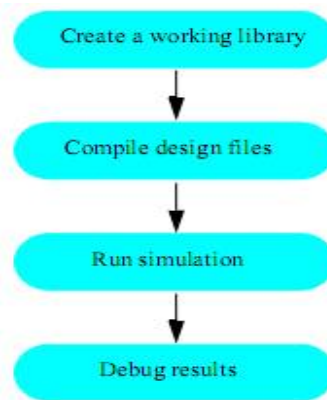 Create a working library
Compile design files
Run simulation
Debug results